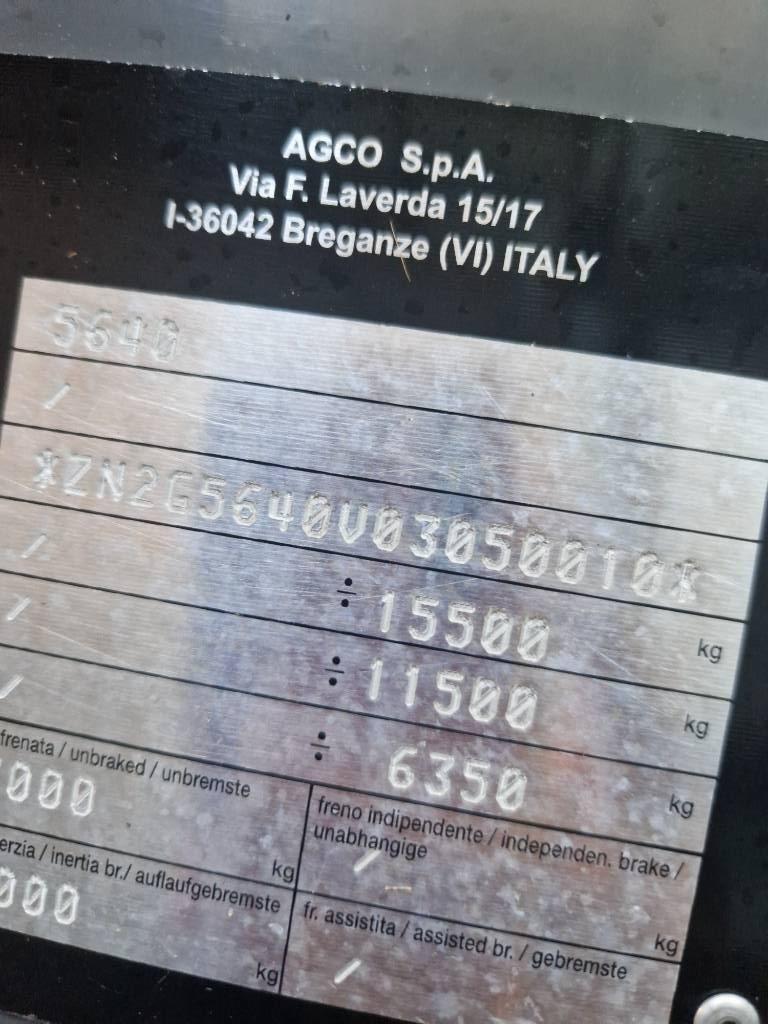 AGCO S.p.A.
Via F. Laverda 15/17
I-36042 Breganze (VI) ITALY
5640
/
*ZN2G5640V03050010*
/ ÷ 15500 kg
/ ÷ 11500 kg
/ ÷ 6350 kg
frenata / unbraked / unbremste
000 kg
freno indipendente / independen. brake /
unabhangige
/ kg
erzia / inertia br./ auflaufgebremste
000 kg
fr. assistita / assisted br. / gebremste
/